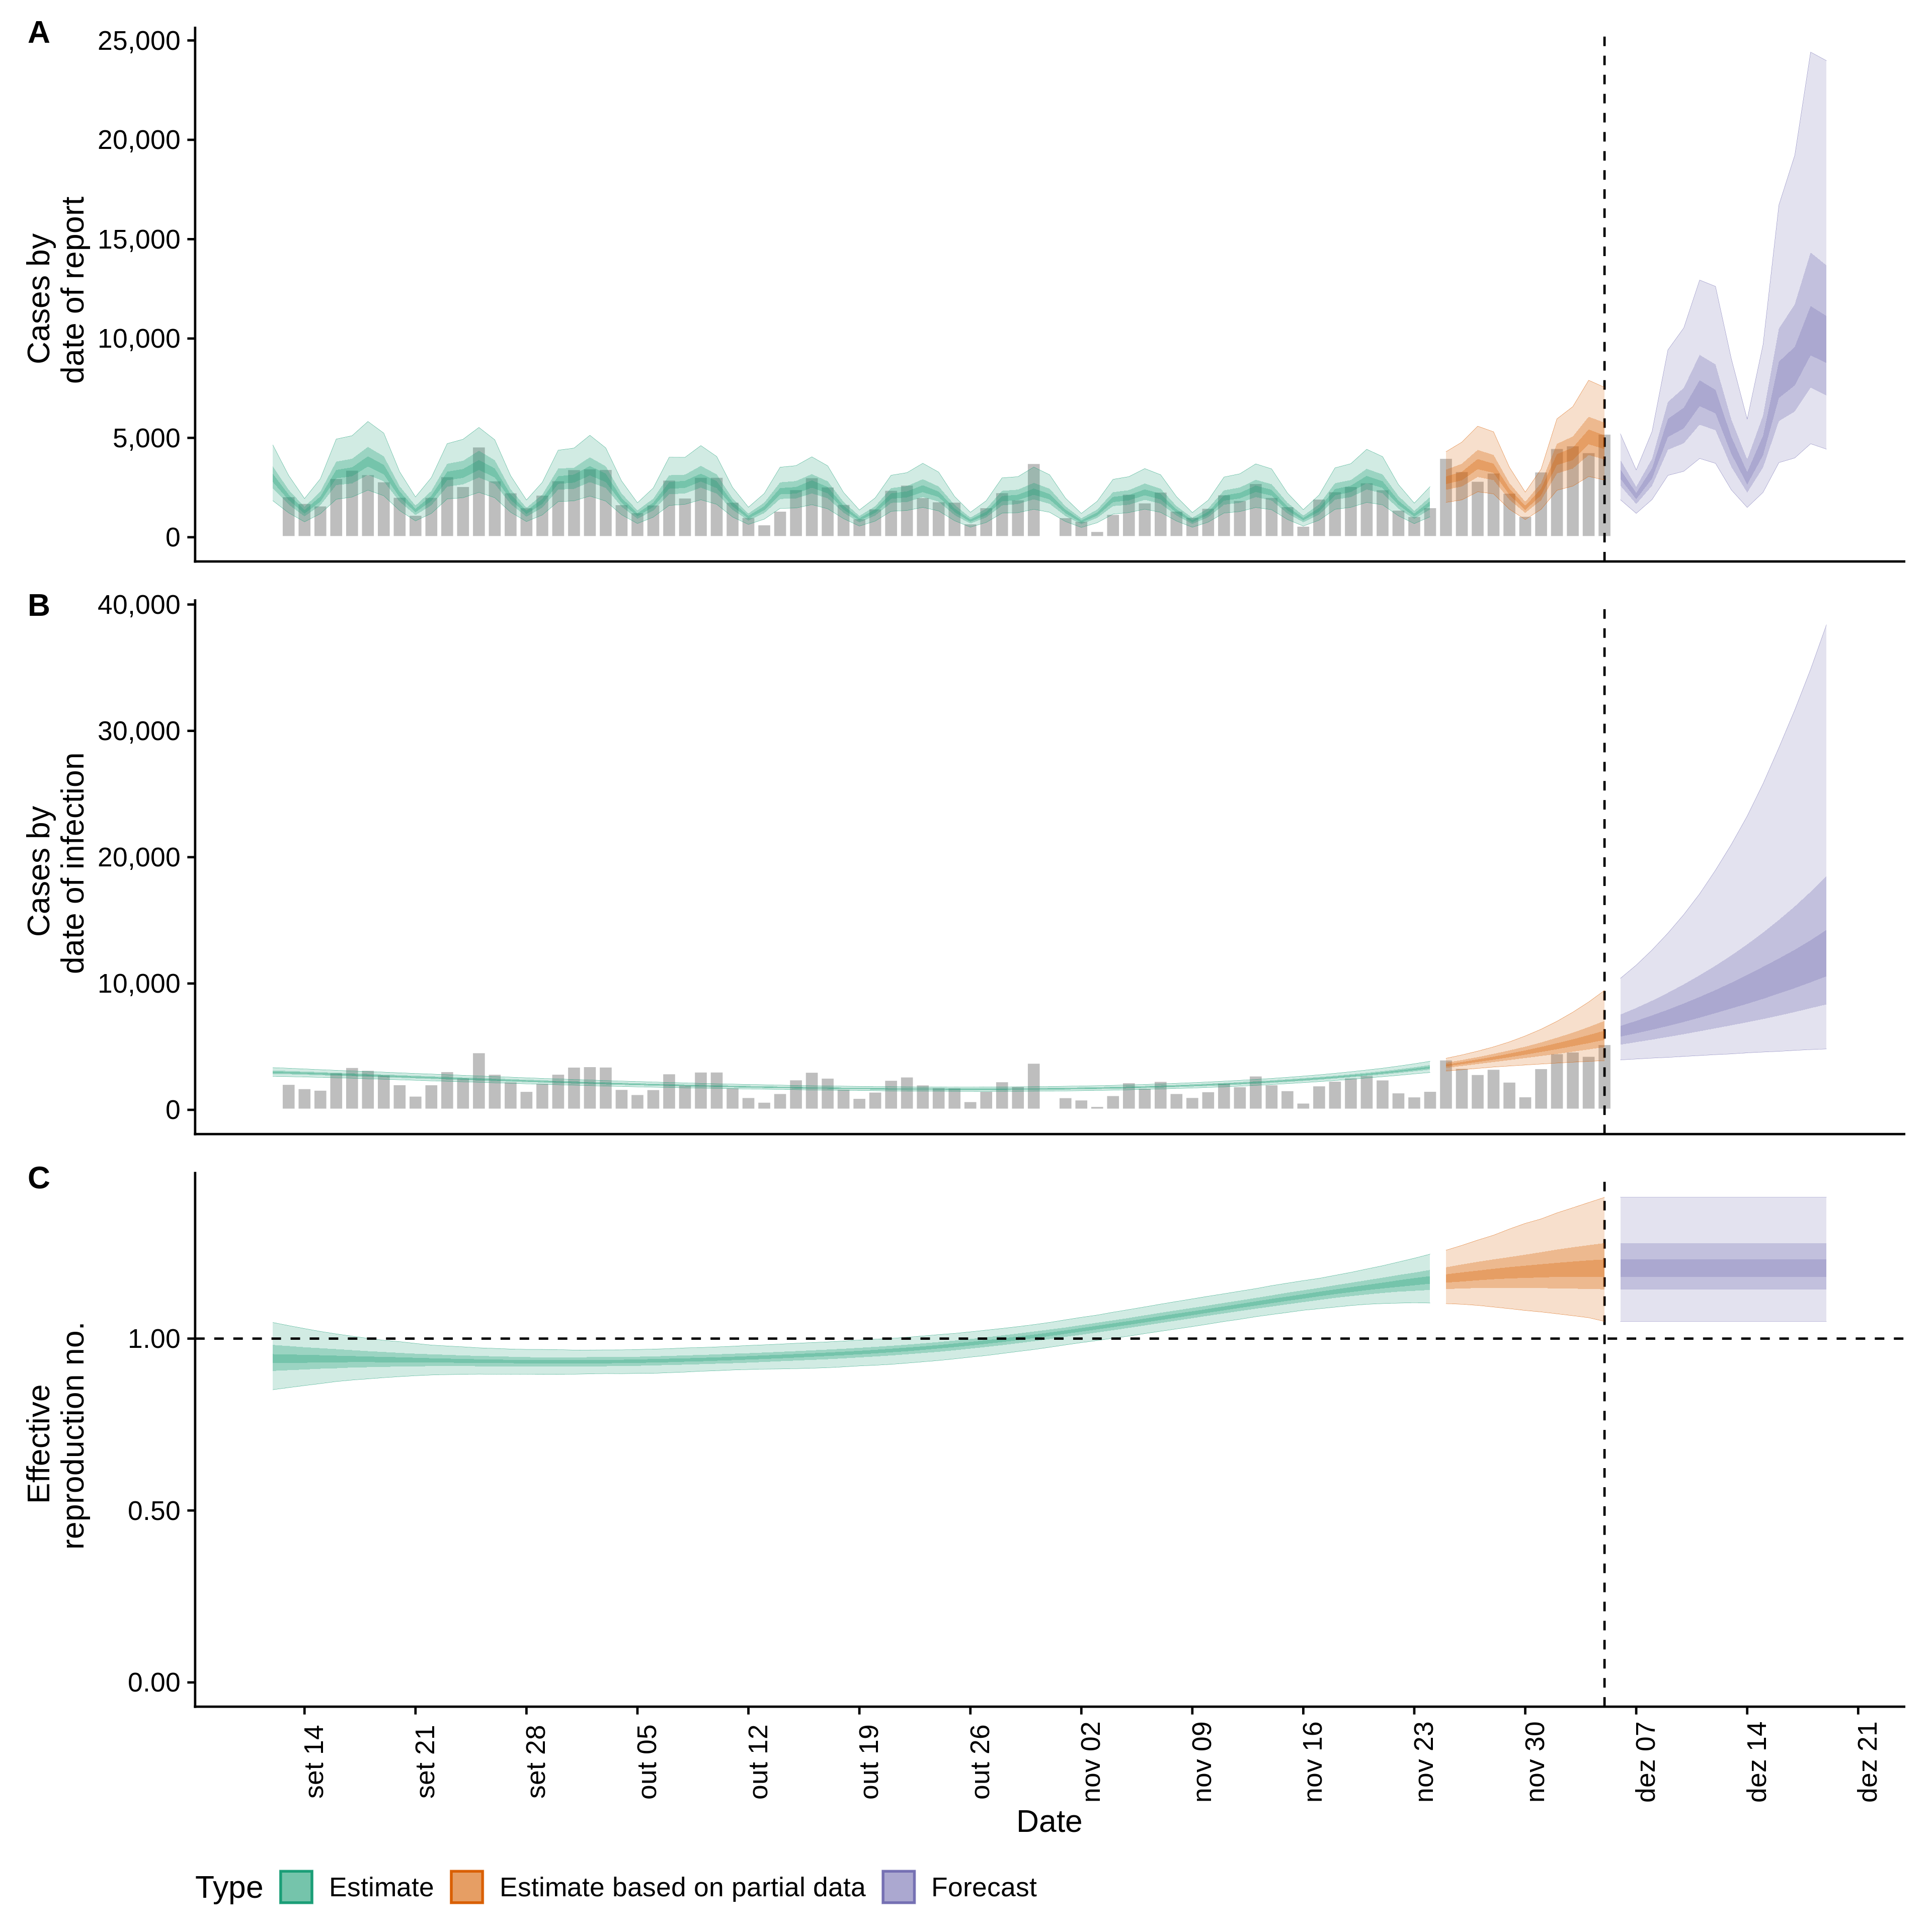 A
25,000
20,000
15,000
10,000
5,000
0
Cases by
date of report
B
40,000
30,000
20,000
10,000
0
Cases by
date of infection
C
1.00
0.50
0.00
Effective
reproduction no.
set 14
set 21
set 28
out 05
out 12
out 19
out 26
nov 02
nov 09
nov 16
nov 23
nov 30
dez 07
dez 14
dez 21
Date
Type Estimate Estimate based on partial data Forecast